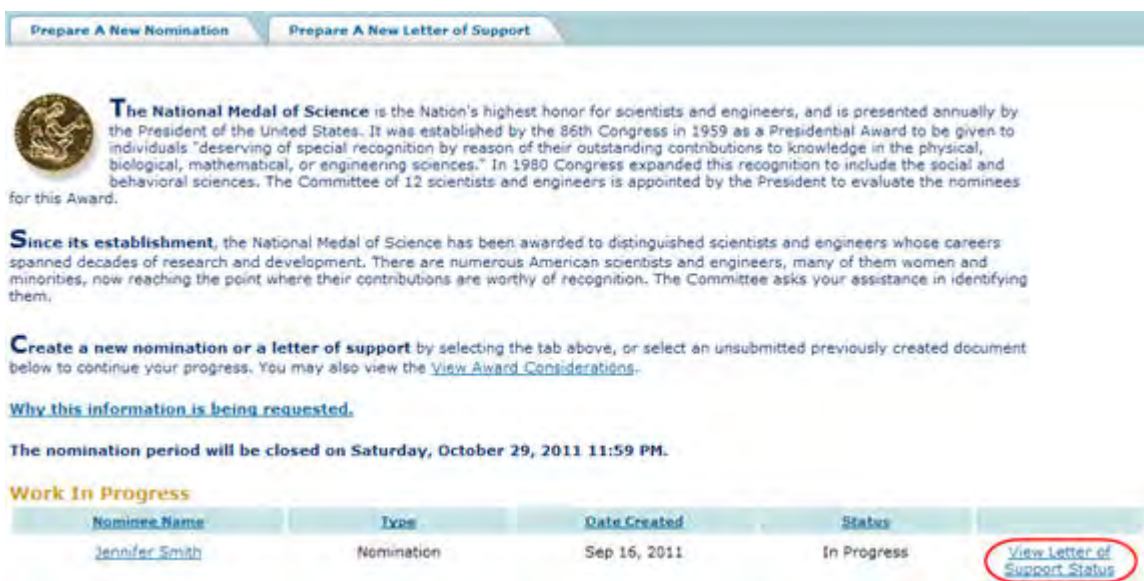 Prepare A New Nomination Prepare A New Letter of Support
The National Medal of Science is the Nation's highest honor for scientists and engineers, and is presented annually by
the President of the United States. It was established by the 86th Congress in 1959 as a Presidential Award to be given to
individuals "deserving of special recognition by reason of their outstanding contributions to knowledge in the physical,
biological, mathematical, or engineering sciences." In 1980 Congress expanded this recognition to include the social and
behavioral sciences. The Committee of 12 scientists and engineers is appointed by the President to evaluate the nominees
for this Award.
Since its establishment, the National Medal of Science has been awarded to distinguished scientists and engineers whose careers
spanned decades of research and development. There are numerous American scientists and engineers, many of them women and
minorities, now reaching the point where their contributions are worthy of recognition. The Committee asks your assistance in identifying
them.
Create a new nomination or a letter of support by selecting the tab above, or select an unsubmitted previously created document
below to continue your progress. You may also view the View Award Considerations.
Why this information is being requested.
The nomination period will be closed on Saturday, October 29, 2011 11:59 PM.
Work In Progress
Nominee Name Type Date Created Status
Jennifer Smith Nomination Sep 16, 2011 In Progress View Letter of
Support Status